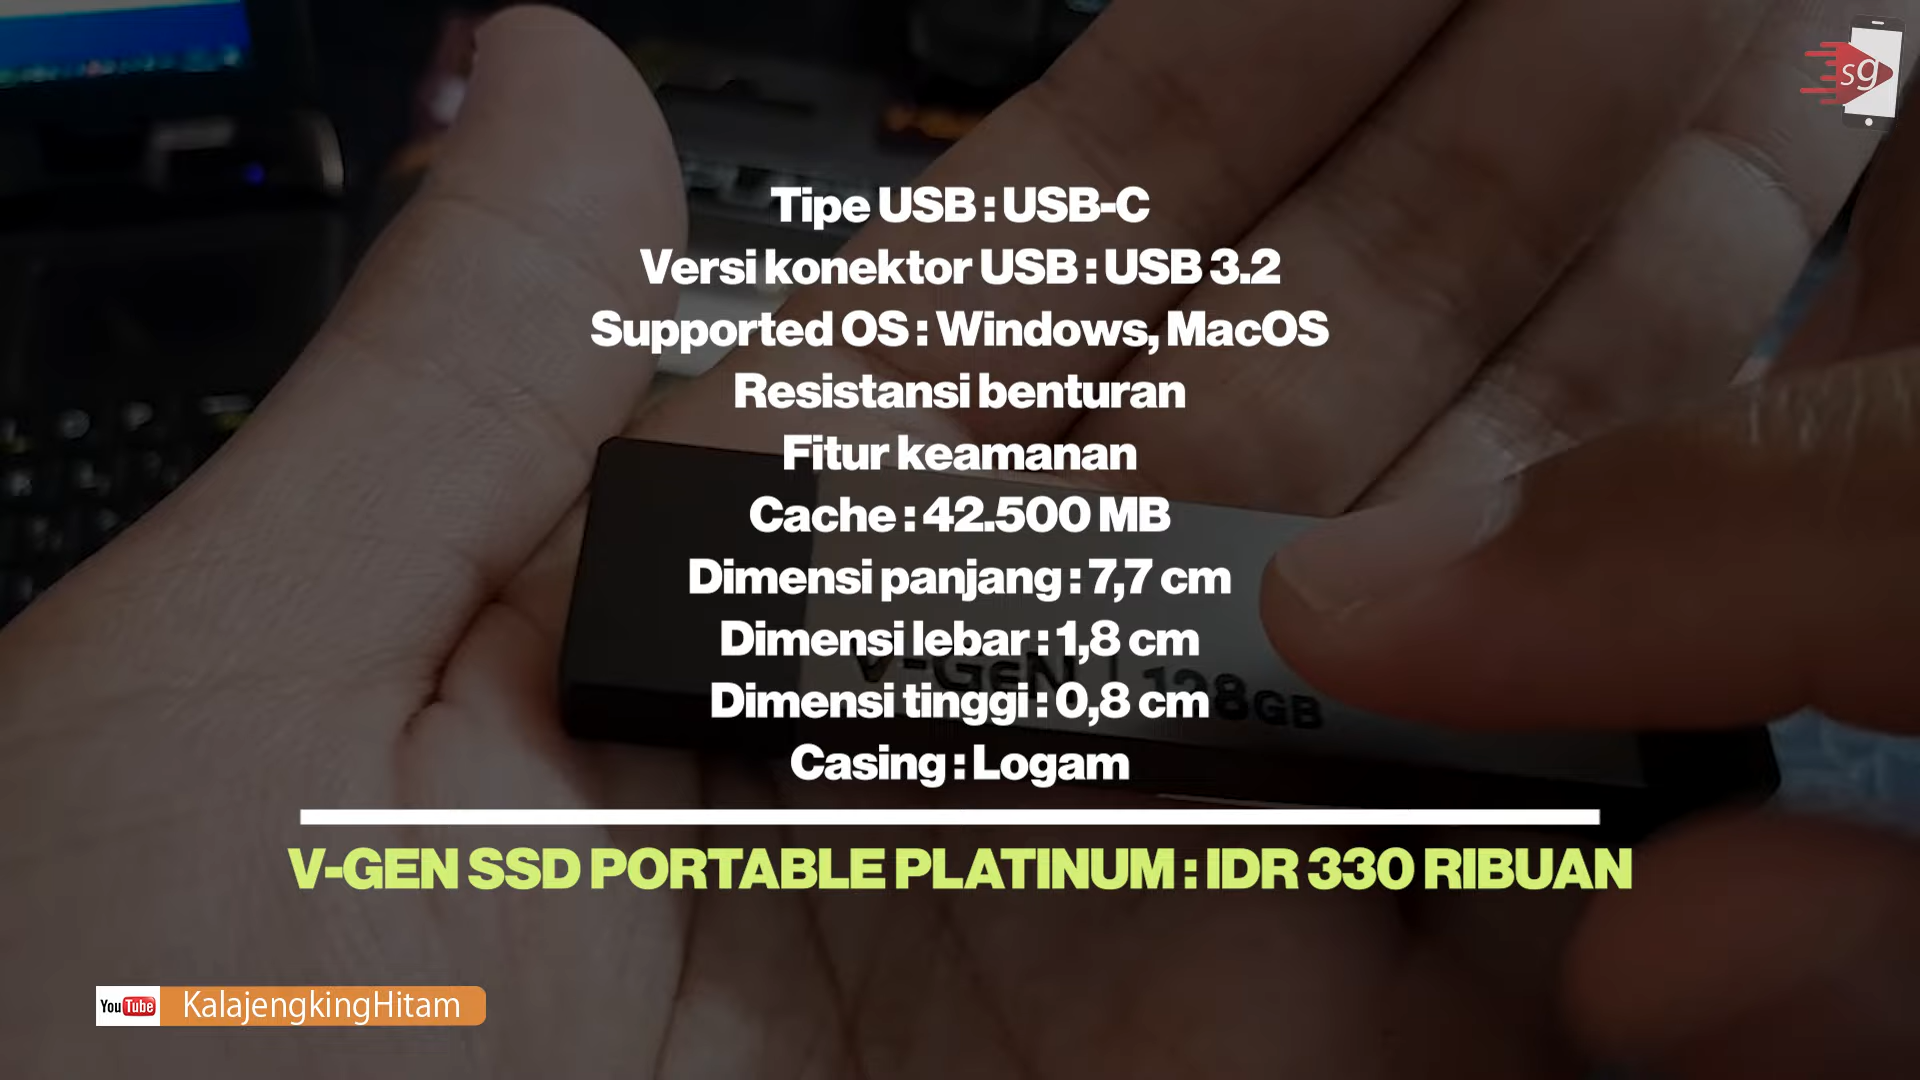 sg
Tipe USB : USB-C
Versi konektor USB : USB 3.2
Supported OS : Windows, MacOS
Resistansi benturan
Fitur keamanan
Cache : 42.500 MB
Dimensi panjang : 7,7 cm
Dimensi lebar : 1,8 cm
V-GeN | 128GB
Dimensi tinggi : 0,8 cm
Casing : Logam
V-GEN SSD PORTABLE PLATINUM : IDR 330 RIBUAN
YouTube KalajengkingHitam